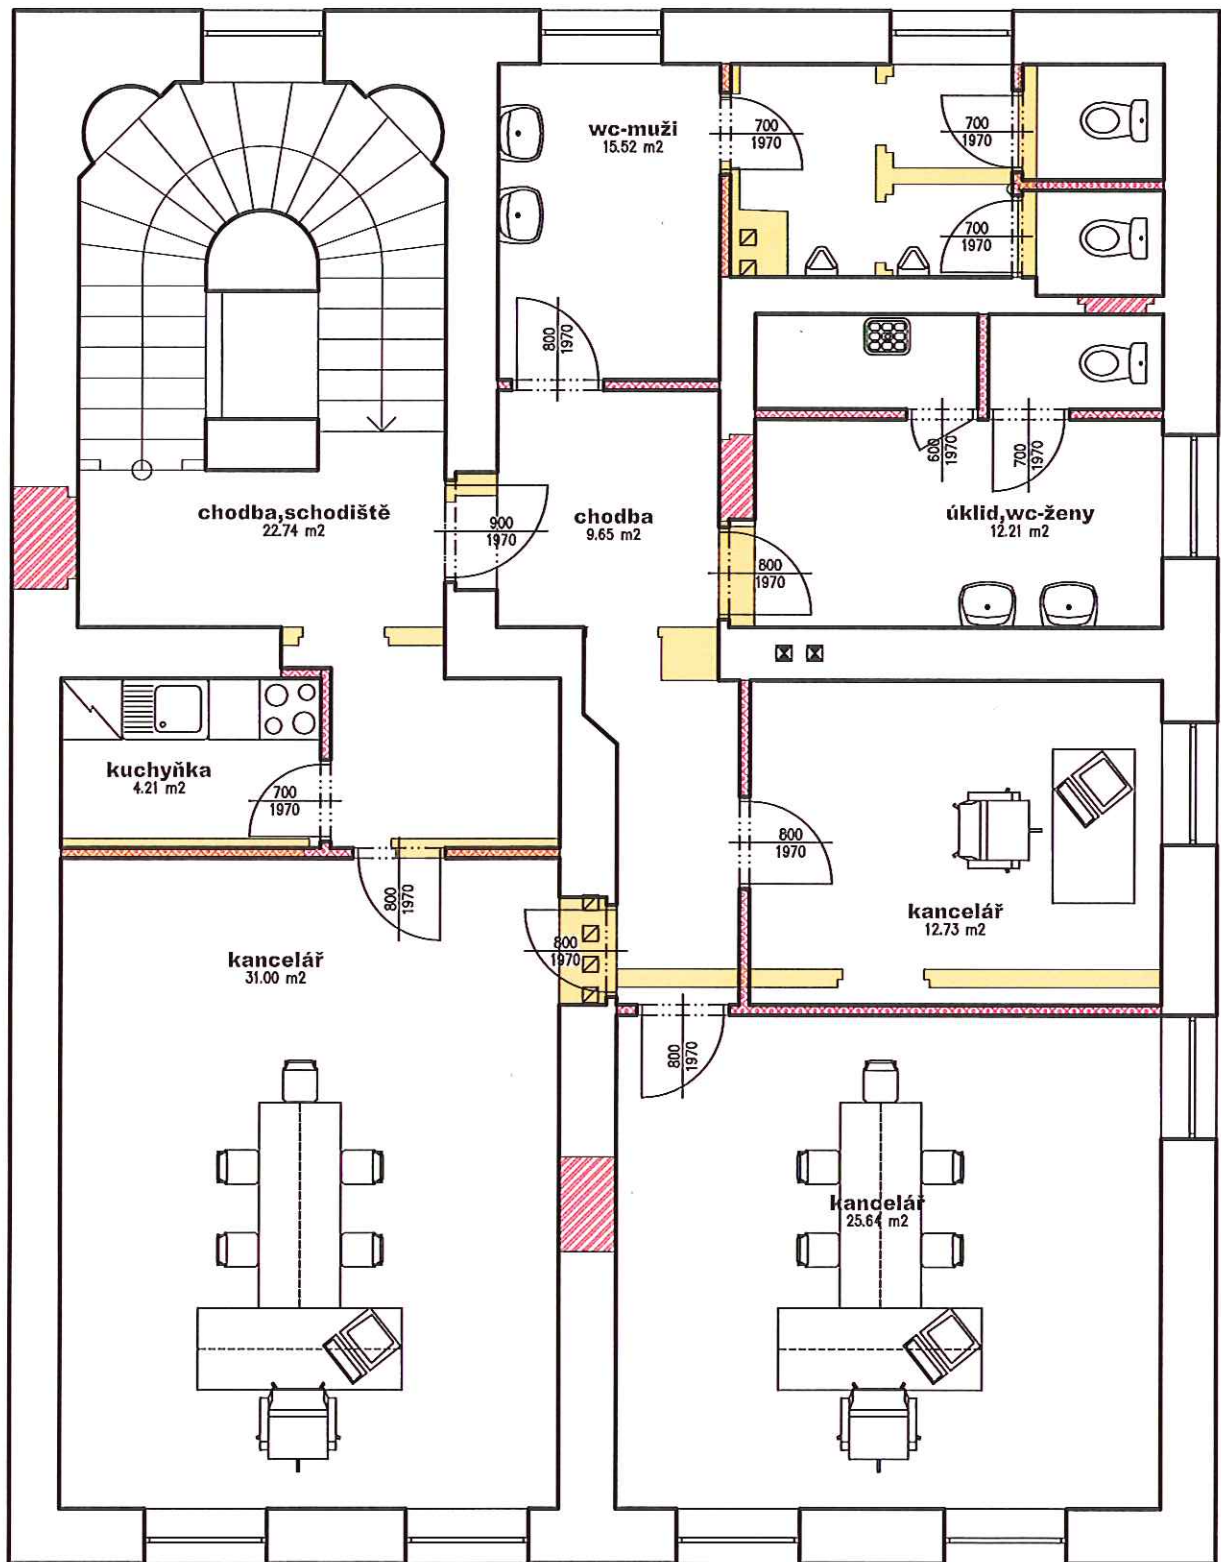 wc-muži
15.52 m2
700
1970
700
1970
700
1970
800
1970
600
1970
700
1970
chodba,schodiště
22.74 m2
900
1970
chodba
9.65 m2
úklid,wc-ženy
12.21 m2
800
1970
kuchyňka
4.21 m2
700
1970
800
1970
kancelář
12.73 m2
800
1970
kancelář
31.00 m2
800
1970
800
1970
kancelář
25.64 m2